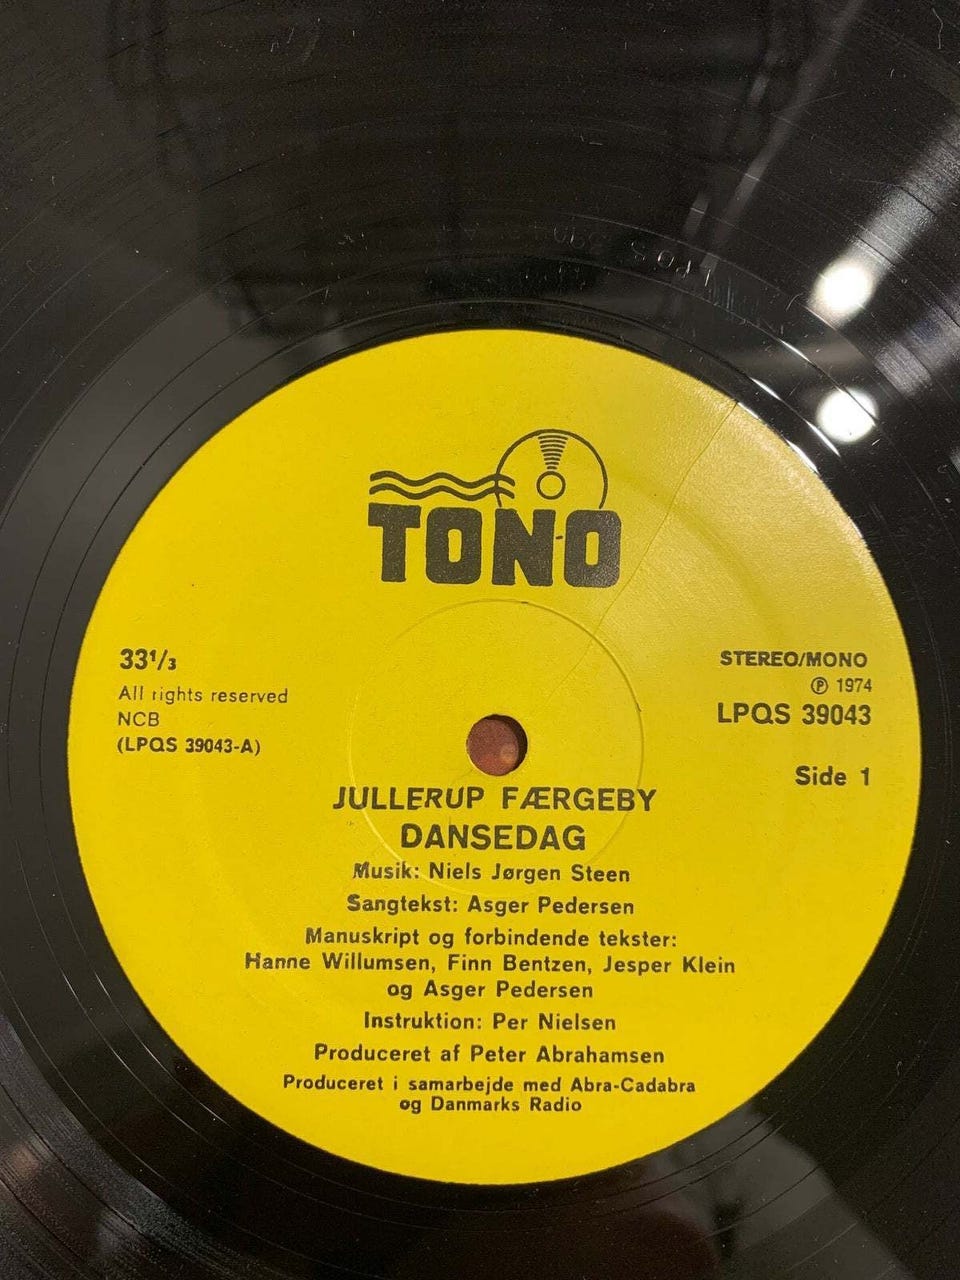 TONO
33¹/₃
All rights reserved
NCB
(LPQS 39043-A)
STEREO/MONO
℗ 1974
LPQS 39043
Side 1
JULLERUP FÆRGEBY
DANSEDAG
Musik: Niels Jørgen Steen
Sangtekst: Asger Pedersen
Manuskript og forbindende tekster:
Hanne Willumsen, Finn Bentzen, Jesper Klein
og Asger Pedersen
Instruktion: Per Nielsen
Produceret af Peter Abrahamsen
Produceret i samarbejde med Abra-Cadabra
og Danmarks Radio